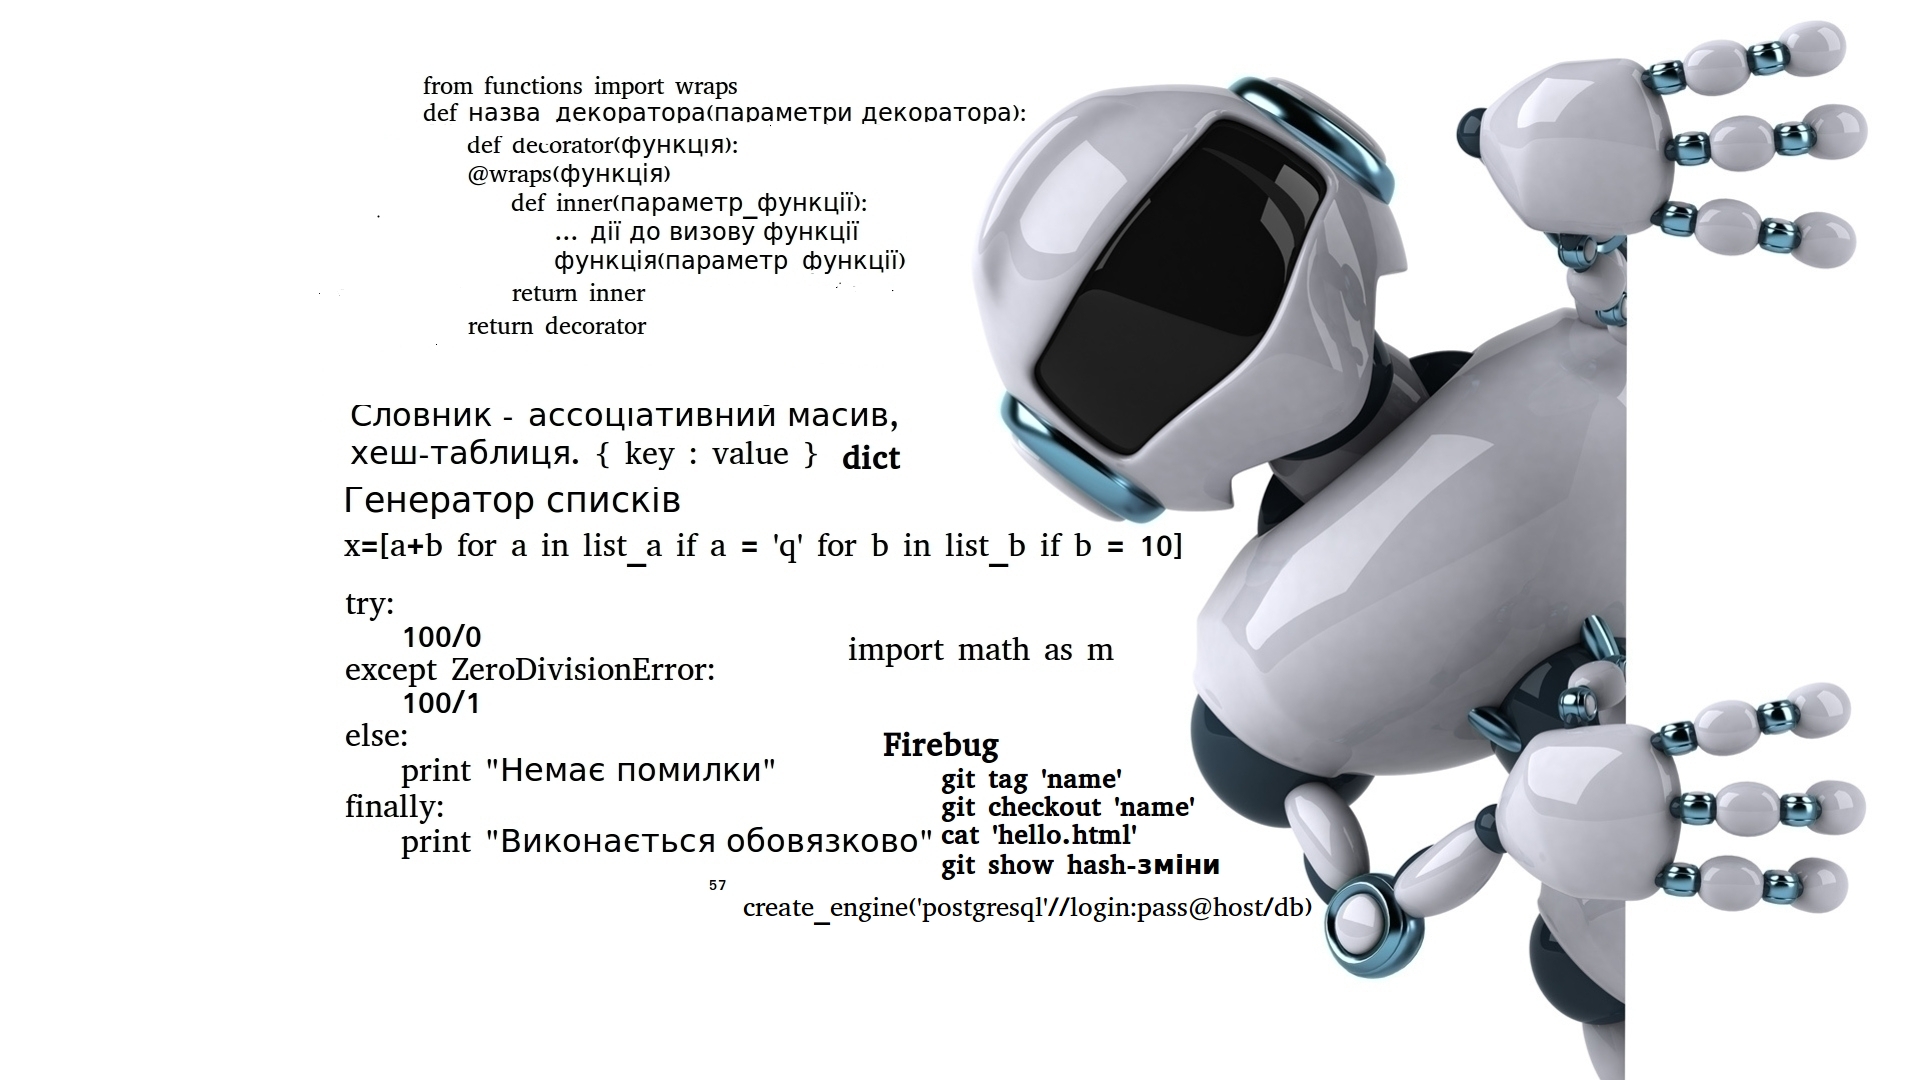 from functions import wraps
def назва_декоратора(параметри декоратора):
def decorator(функція):
@wraps(функція)
def inner(параметр_функції):
... дії до визову функції
функція(параметр_функції)
return inner
return decorator
Словник - ассоціативний масив,
хеш-таблиця. { key : value } dict
Генератор списків
x=[a+b for a in list_a if a = 'q' for b in list_b if b = 10]
try:
100/0
except ZeroDivisionError:
100/1
else:
print "Немає помилки"
finally:
print "Виконається обовязково"
import math as m
Firebug
git tag 'name'
git checkout 'name'
cat 'hello.html'
git show hash-зміни
57
create_engine('postgresql'//login:pass@host/db)